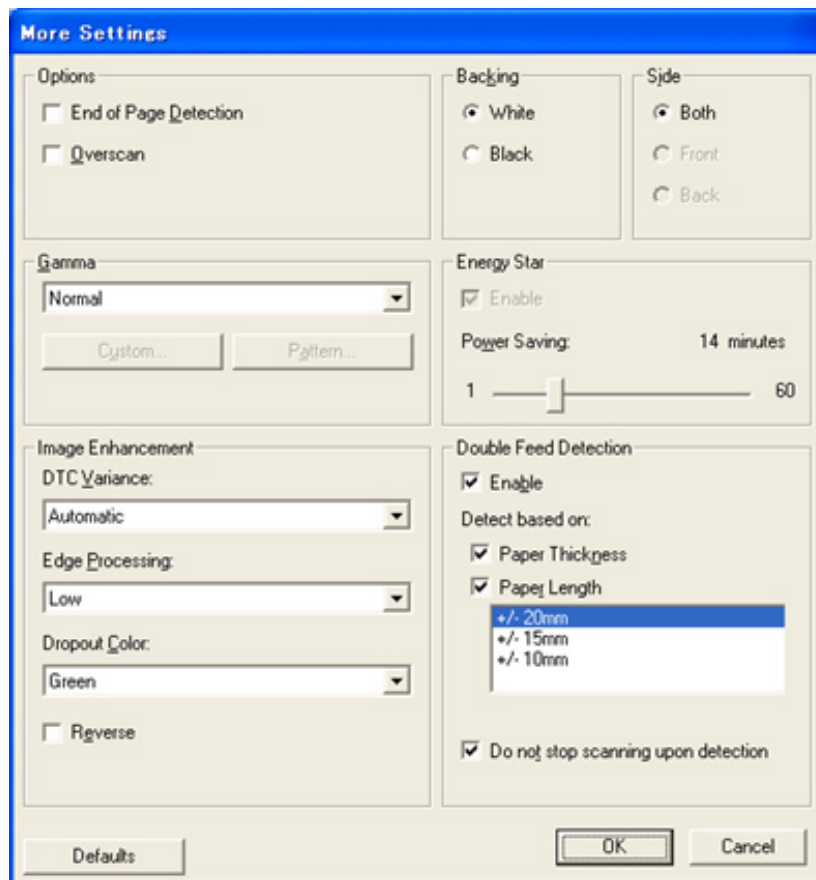 More Settings
Options
End of Page Detection
Overscan
Backing
White
Black
Side
Both
Front
Back
Gamma
Normal
Custom...
Pattern...
Energy Star
Enable
Power Saving: 14 minutes
1 60
Image Enhancement
DTC Variance:
Automatic
Edge Processing:
Low
Dropout Color:
Green
Reverse
Double Feed Detection
Enable
Detect based on:
Paper Thickness
Paper Length
+/- 20mm
+/- 15mm
+/- 10mm
Do not stop scanning upon detection
Defaults
OK
Cancel